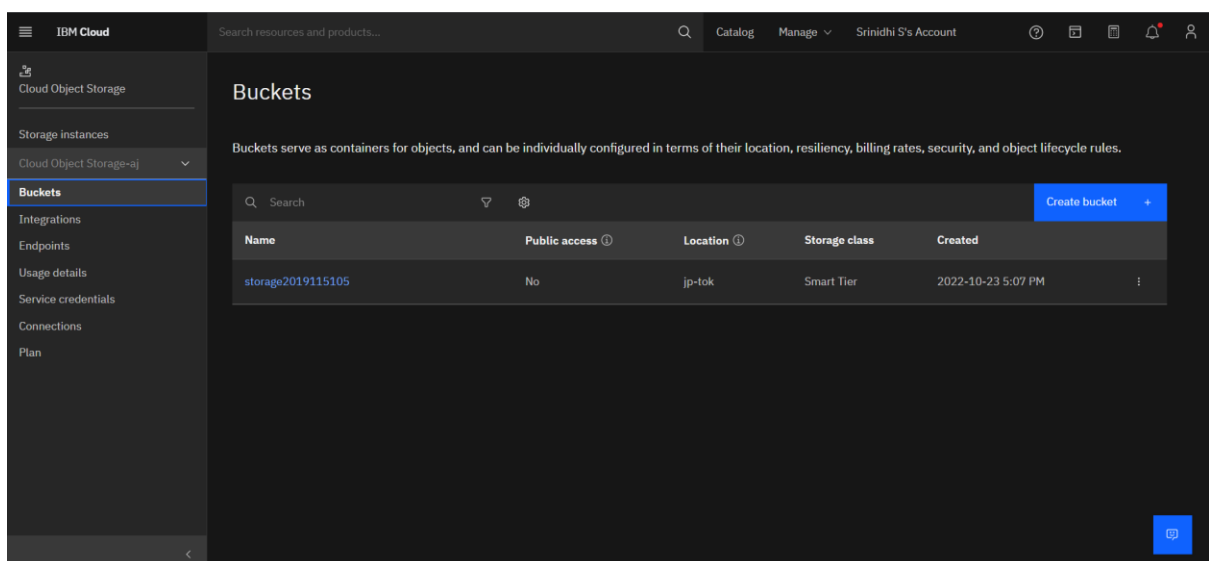 IBM Cloud
Search resources and products...
Catalog
Manage
Srinidhi S's Account
Cloud Object Storage
Storage instances
Cloud Object Storage-aj
Buckets
Integrations
Endpoints
Usage details
Service credentials
Connections
Plan
Buckets
Buckets serve as containers for objects, and can be individually configured in terms of their location, resiliency, billing rates, security, and object lifecycle rules.
Search
Create bucket +
Name Public access Location Storage class Created
storage2019115105 No jp-tok Smart Tier 2022-10-23 5:07 PM